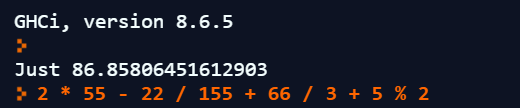 GHCi, version 8.6.5
>
Just 86.85806451612903
> 2 * 55 - 22 / 155 + 66 / 3 + 5 % 2